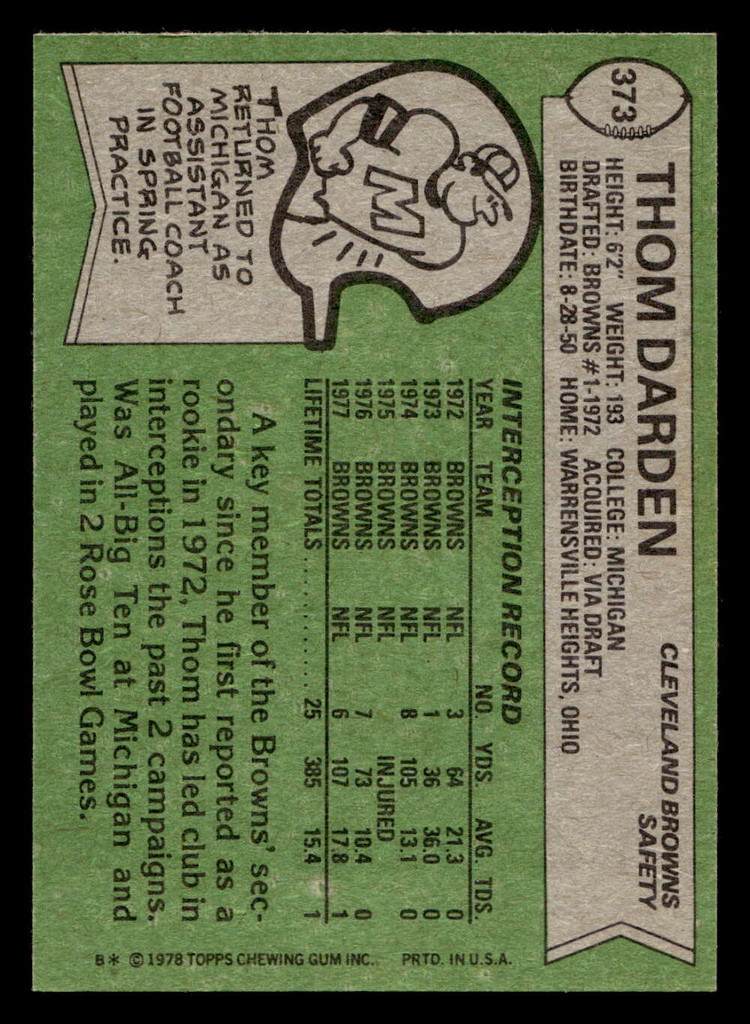 373
THOM DARDEN
CLEVELAND BROWNS
SAFETY
HEIGHT: 6'2" WEIGHT: 193 COLLEGE: MICHIGAN
DRAFTED: BROWNS #1-1972 ACQUIRED: VIA DRAFT
BIRTHDATE: 8-28-50 HOME: WARRENSVILLE HEIGHTS, OHIO
M
THOM
RETURNED TO
MICHIGAN AS
ASSISTANT
FOOTBALL COACH
IN SPRING
PRACTICE.
INTERCEPTION RECORD
YEAR TEAM NO. YDS. AVG. TDS.
1972 BROWNS NFL 3 64 21.3 0
1973 BROWNS NFL 1 36 36.0 0
1974 BROWNS NFL 8 105 13.1 0
1975 BROWNS INJURED
1976 BROWNS NFL 7 73 10.4 0
1977 BROWNS NFL 6 107 17.8 1
LIFETIME TOTALS ............ 25 385 15.4 1
A key member of the Browns' sec-
ondary since he first reported as a
rookie in 1972, Thom has led club in
interceptions the past 2 campaigns.
Was All-Big Ten at Michigan and
played in 2 Rose Bowl Games.
B* © 1978 TOPPS CHEWING GUM INC. PRTD. IN U.S.A.